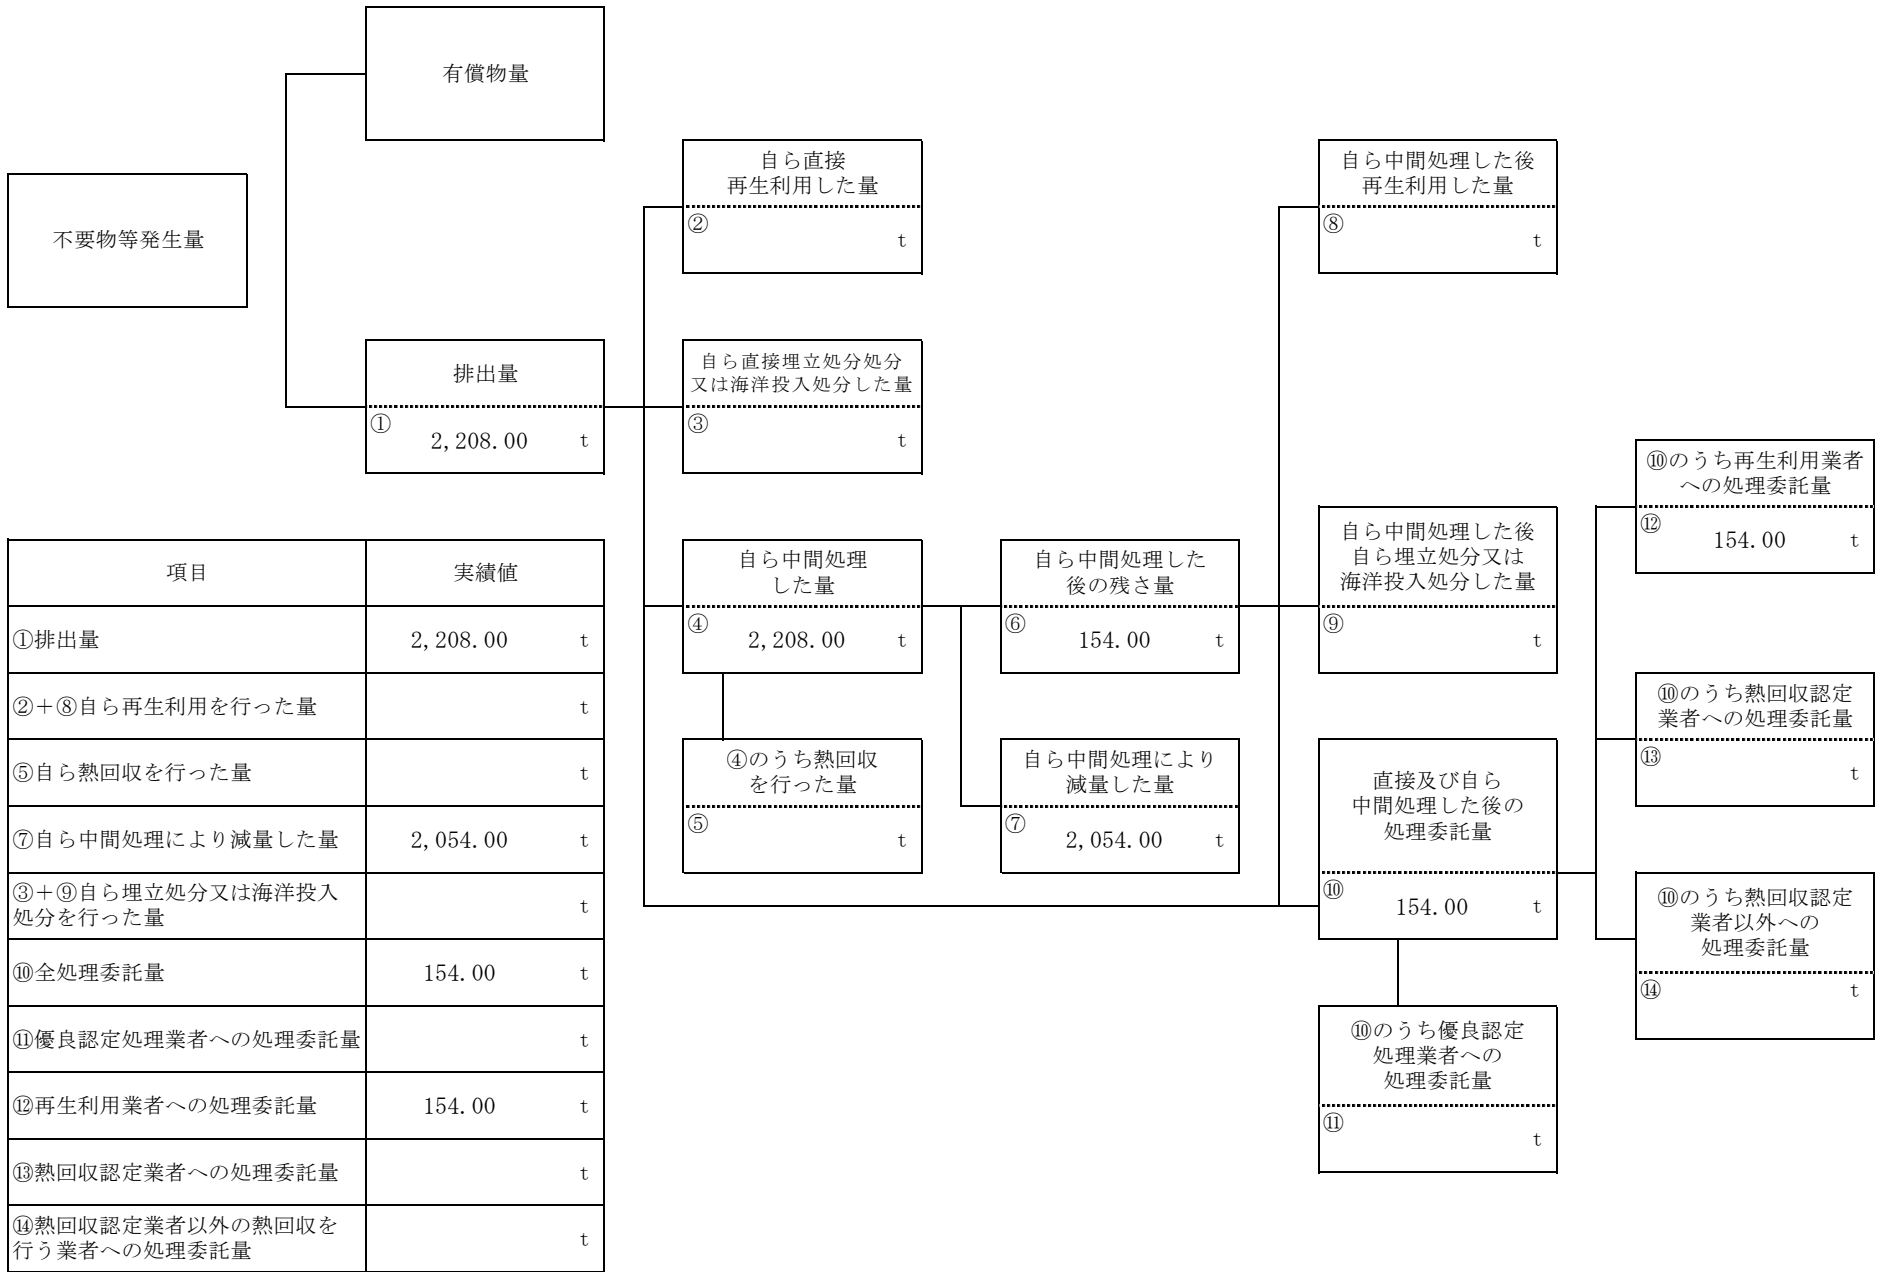 有償物量
不要物等発生量
排出量
①
2,208.00 t
自ら直接
再生利用した量
②
t
自ら直接埋立処分処分
又は海洋投入処分した量
③
t
自ら中間処理
した量
④
2,208.00 t
④のうち熱回収
を行った量
⑤
t
自ら中間処理した
後の残さ量
⑥
154.00 t
自ら中間処理により
減量した量
⑦
2,054.00 t
自ら中間処理した後
再生利用した量
⑧
t
自ら中間処理した後
自ら埋立処分又は
海洋投入処分した量
⑨
t
直接及び自ら
中間処理した後の
処理委託量
⑩
154.00 t
⑩のうち優良認定
処理業者への
処理委託量
⑪
t
⑩のうち再生利用業者
への処理委託量
⑫
154.00 t
⑩のうち熱回収認定
業者への処理委託量
⑬
t
⑩のうち熱回収認定
業者以外への
処理委託量
⑭
t
項目 実績値
①排出量 2,208.00 t
②+⑧自ら再生利用を行った量 t
⑤自ら熱回収を行った量 t
⑦自ら中間処理により減量した量 2,054.00 t
③+⑨自ら埋立処分又は海洋投入
処分を行った量 t
⑩全処理委託量 154.00 t
⑪優良認定処理業者への処理委託量 t
⑫再生利用業者への処理委託量 154.00 t
⑬熱回収認定業者への処理委託量 t
⑭熱回収認定業者以外の熱回収を
行う業者への処理委託量 t